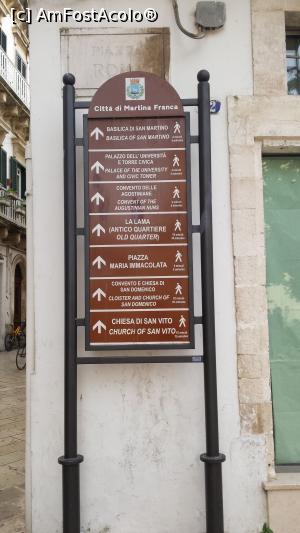 [c] AmFostAcolo®
PIAZZA
2
Città di Martina Franca
BASILICA DI SAN MARTINO
BASILICA OF SAN MARTINO
PALAZZO DELL'UNIVERSITÀ
E TORRE CIVICA
PALACE OF THE UNIVERSITY
AND CIVIC TOWER
CONVENTO DELLE
AGOSTINIANE
CONVENT OF THE
AUGUSTINIAN NUNS
LA LAMA
(ANTICO QUARTIERE
OLD QUARTER)
PIAZZA
MARIA IMMACOLATA
CONVENTO E CHIESA DI
SAN DOMENICO
CLOISTER AND CHURCH OF
SAN DOMENICO
CHIESA DI SAN VITO
CHURCH OF SAN VITO